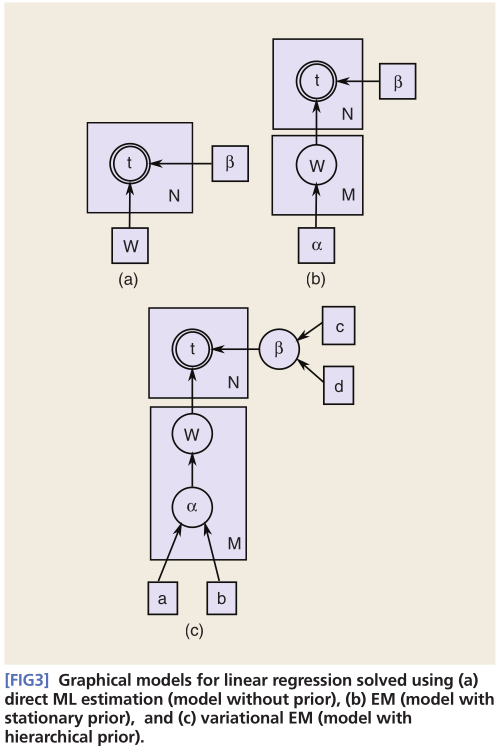 t
β
N
W
(a)
t
β
N
W
M
α
(b)
t
β
c
d
N
W
α
M
a
b
(c)
[FIG3] Graphical models for linear regression solved using (a)
direct ML estimation (model without prior), (b) EM (model with
stationary prior), and (c) variational EM (model with
hierarchical prior).